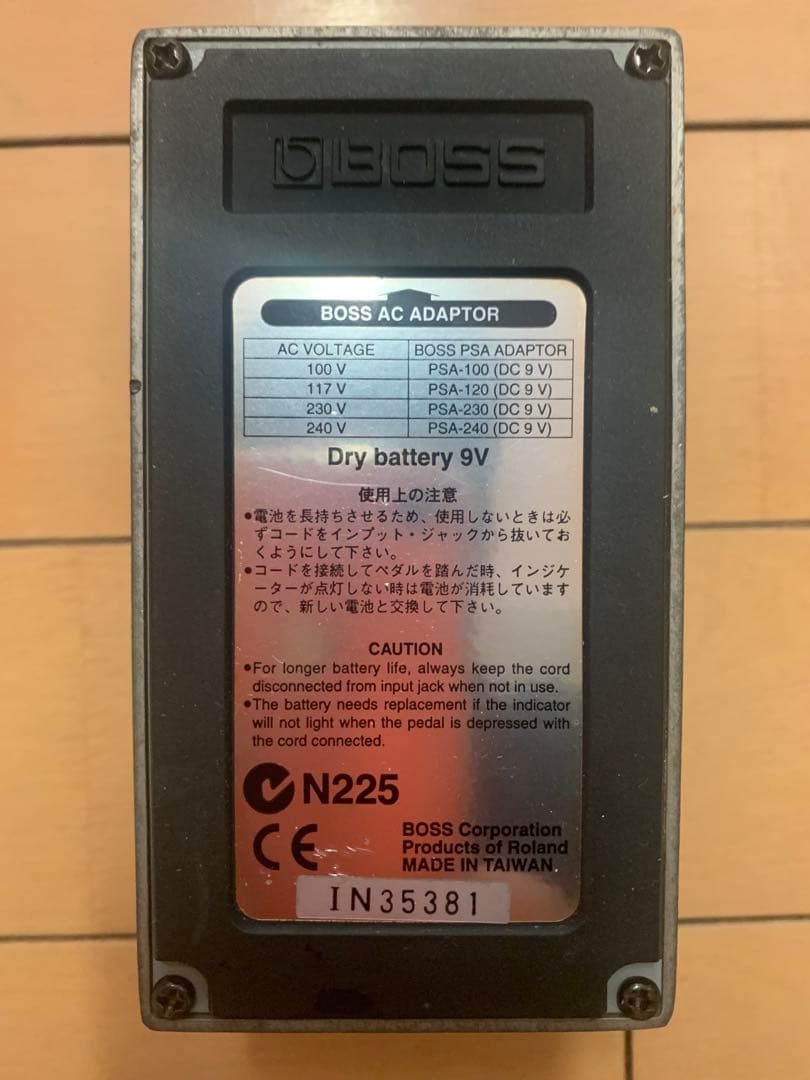 BOSS
BOSS AC ADAPTOR
AC VOLTAGE BOSS PSA ADAPTOR
100 V PSA-100 (DC 9 V)
117 V PSA-120 (DC 9 V)
230 V PSA-230 (DC 9 V)
240 V PSA-240 (DC 9 V)
Dry battery 9V
使用上の注意
●電池を長持ちさせるため、使用しないときは必
ずコードをインプット・ジャックから抜いてお
くようにして下さい。
●コードを接続してペダルを踏んだ時、インジケ
ーターが点灯しない時は電池が消耗しています
ので、新しい電池と交換して下さい。
CAUTION
●For longer battery life, always keep the cord
disconnected from input jack when not in use.
●The battery needs replacement if the indicator
will not light when the pedal is depressed with
the cord connected.
N225
CE
BOSS Corporation
Products of Roland
MADE IN TAIWAN
IN35381